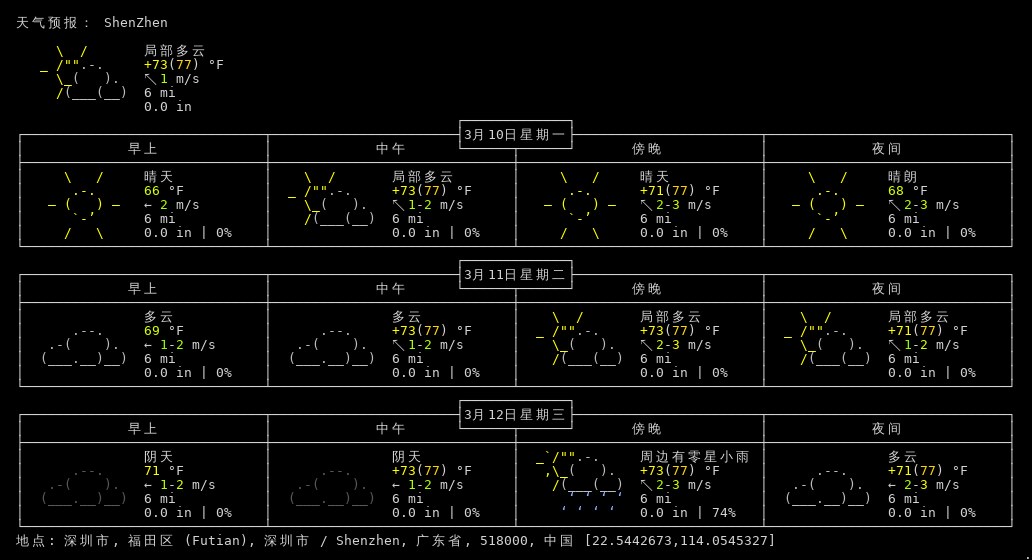 天气预报： ShenZhen
局部多云
+73(77) °F
↖ 1 m/s
6 mi
0.0 in
3月10日星期一
早上 中午 傍晚 夜间
晴天 局部多云 晴天 晴朗
66 °F +73(77) °F +71(77) °F 68 °F
← 2 m/s ↖ 1-2 m/s ↖ 2-3 m/s ↖ 2-3 m/s
6 mi 6 mi 6 mi 6 mi
0.0 in | 0% 0.0 in | 0% 0.0 in | 0% 0.0 in | 0%
3月11日星期二
早上 中午 傍晚 夜间
多云 多云 局部多云 局部多云
69 °F +73(77) °F +73(77) °F +71(77) °F
← 1-2 m/s ↖ 1-2 m/s ↖ 2-3 m/s ↖ 1-2 m/s
6 mi 6 mi 6 mi 6 mi
0.0 in | 0% 0.0 in | 0% 0.0 in | 0% 0.0 in | 0%
3月12日星期三
早上 中午 傍晚 夜间
阴天 阴天 周边有零星小雨 多云
71 °F +73(77) °F +73(77) °F +71(77) °F
← 1-2 m/s ← 1-2 m/s ↖ 2-3 m/s ← 2-3 m/s
6 mi 6 mi 6 mi 6 mi
0.0 in | 0% 0.0 in | 0% 0.0 in | 74% 0.0 in | 0%
地点: 深圳市, 福田区 (Futian), 深圳市 / Shenzhen, 广东省, 518000, 中国 [22.5442673,114.0545327]